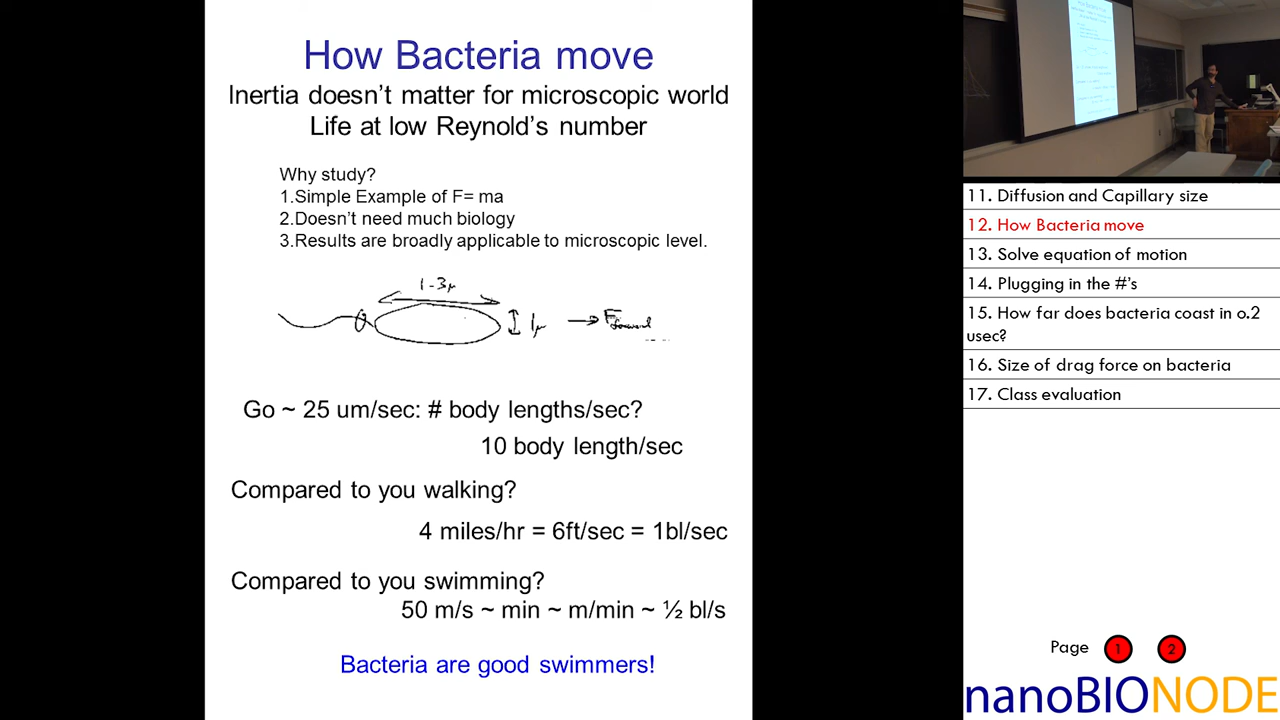 How Bacteria move
Inertia doesn't matter for microscopic world
Life at low Reynold's number
Why study?
1.Simple Example of F= ma
2.Doesn't need much biology
3.Results are broadly applicable to microscopic level.
1-3μ
1μ
F forward
Go ~ 25 um/sec: # body lengths/sec?
10 body length/sec
Compared to you walking?
4 miles/hr = 6ft/sec = 1bl/sec
Compared to you swimming?
50 m/s ~ min ~ m/min ~ ½ bl/s
Bacteria are good swimmers!
11. Diffusion and Capillary size
12. How Bacteria move
13. Solve equation of motion
14. Plugging in the #'s
15. How far does bacteria coast in o.2
usec?
16. Size of drag force on bacteria
17. Class evaluation
Page 1 2
nanoBIONODE